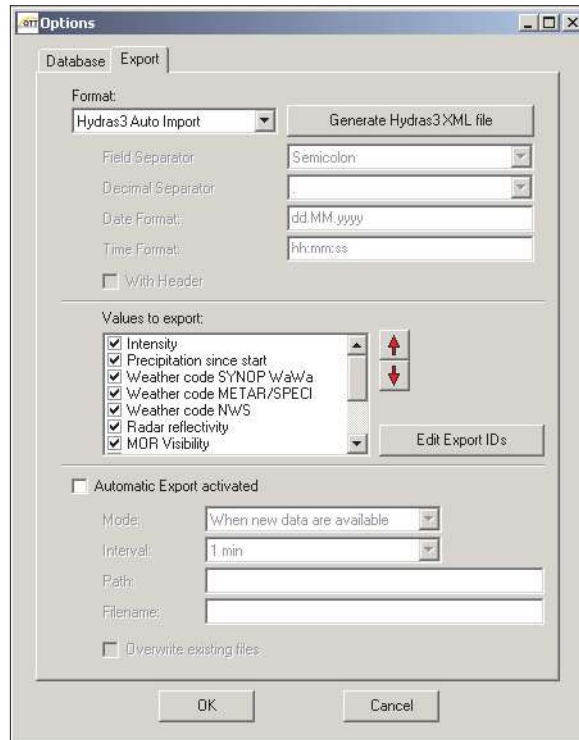 OTT Options
Database Export
Format:
Hydras3 Auto Import Generate Hydras3 XML file
Field Separator Semicolon
Decimal Separator .
Date Format: dd.MM.yyyy
Time Format: hh:mm:ss
With Header
Values to export:
Intensity
Precipitation since start
Weather code SYNOP WaWa
Weather code METAR/SPECI
Weather code NWS
Radar reflectivity
MOR Visibility
Edit Export IDs
Automatic Export activated
Mode: When new data are available
Interval: 1 min
Path:
Filename:
Overwrite existing files
OK Cancel